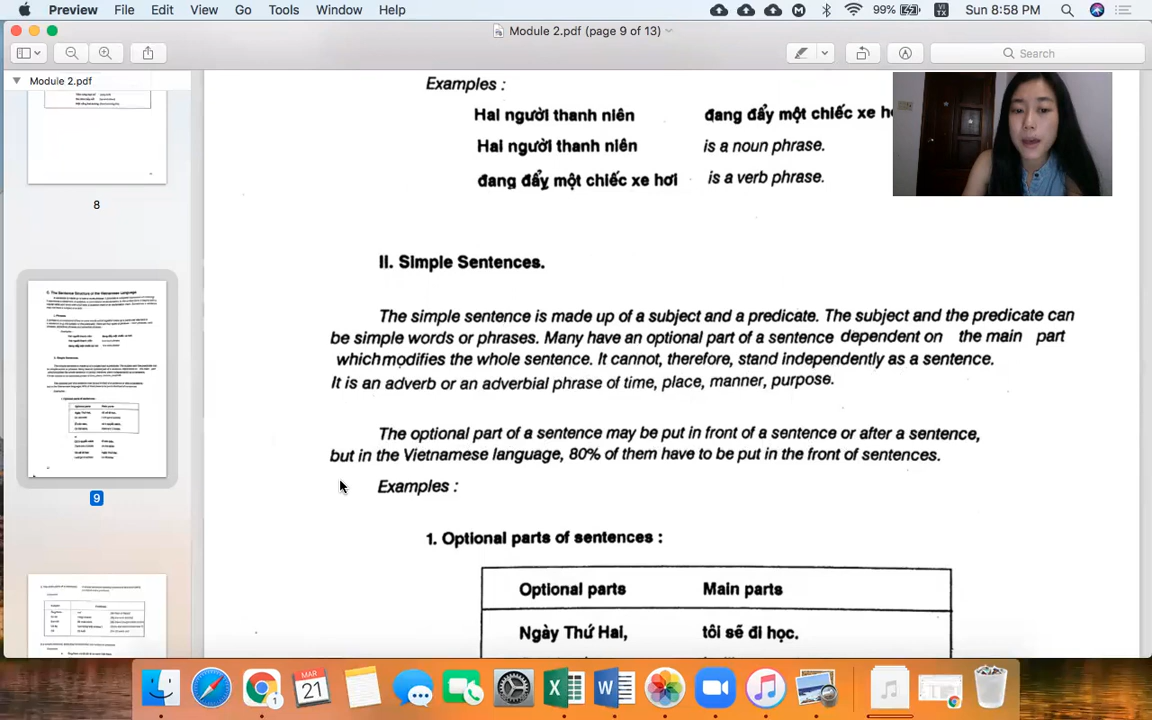 Preview File Edit View Go Tools Window Help 99% VI TX Sun 8:58 PM
Module 2.pdf (page 9 of 13)
Search
Module 2.pdf
8
9
Examples :
Hai người thanh niên đang đẩy một chiếc xe hơ
Hai người thanh niên is a noun phrase.
đang đẩy một chiếc xe hơi is a verb phrase.
II. Simple Sentences.
The simple sentence is made up of a subject and a predicate. The subject and the predicate can
be simple words or phrases. Many have an optional part of a sentence dependent on the main part
which modifies the whole sentence. It cannot, therefore, stand independently as a sentence.
It is an adverb or an adverbial phrase of time, place, manner, purpose.
The optional part of a sentence may be put in front of a sentence or after a sentence,
but in the Vietnamese language, 80% of them have to be put in the front of sentences.
Examples :
1. Optional parts of sentences :
Optional parts Main parts
Ngày Thứ Hai, tôi sẽ đi học.
MAR
21
1